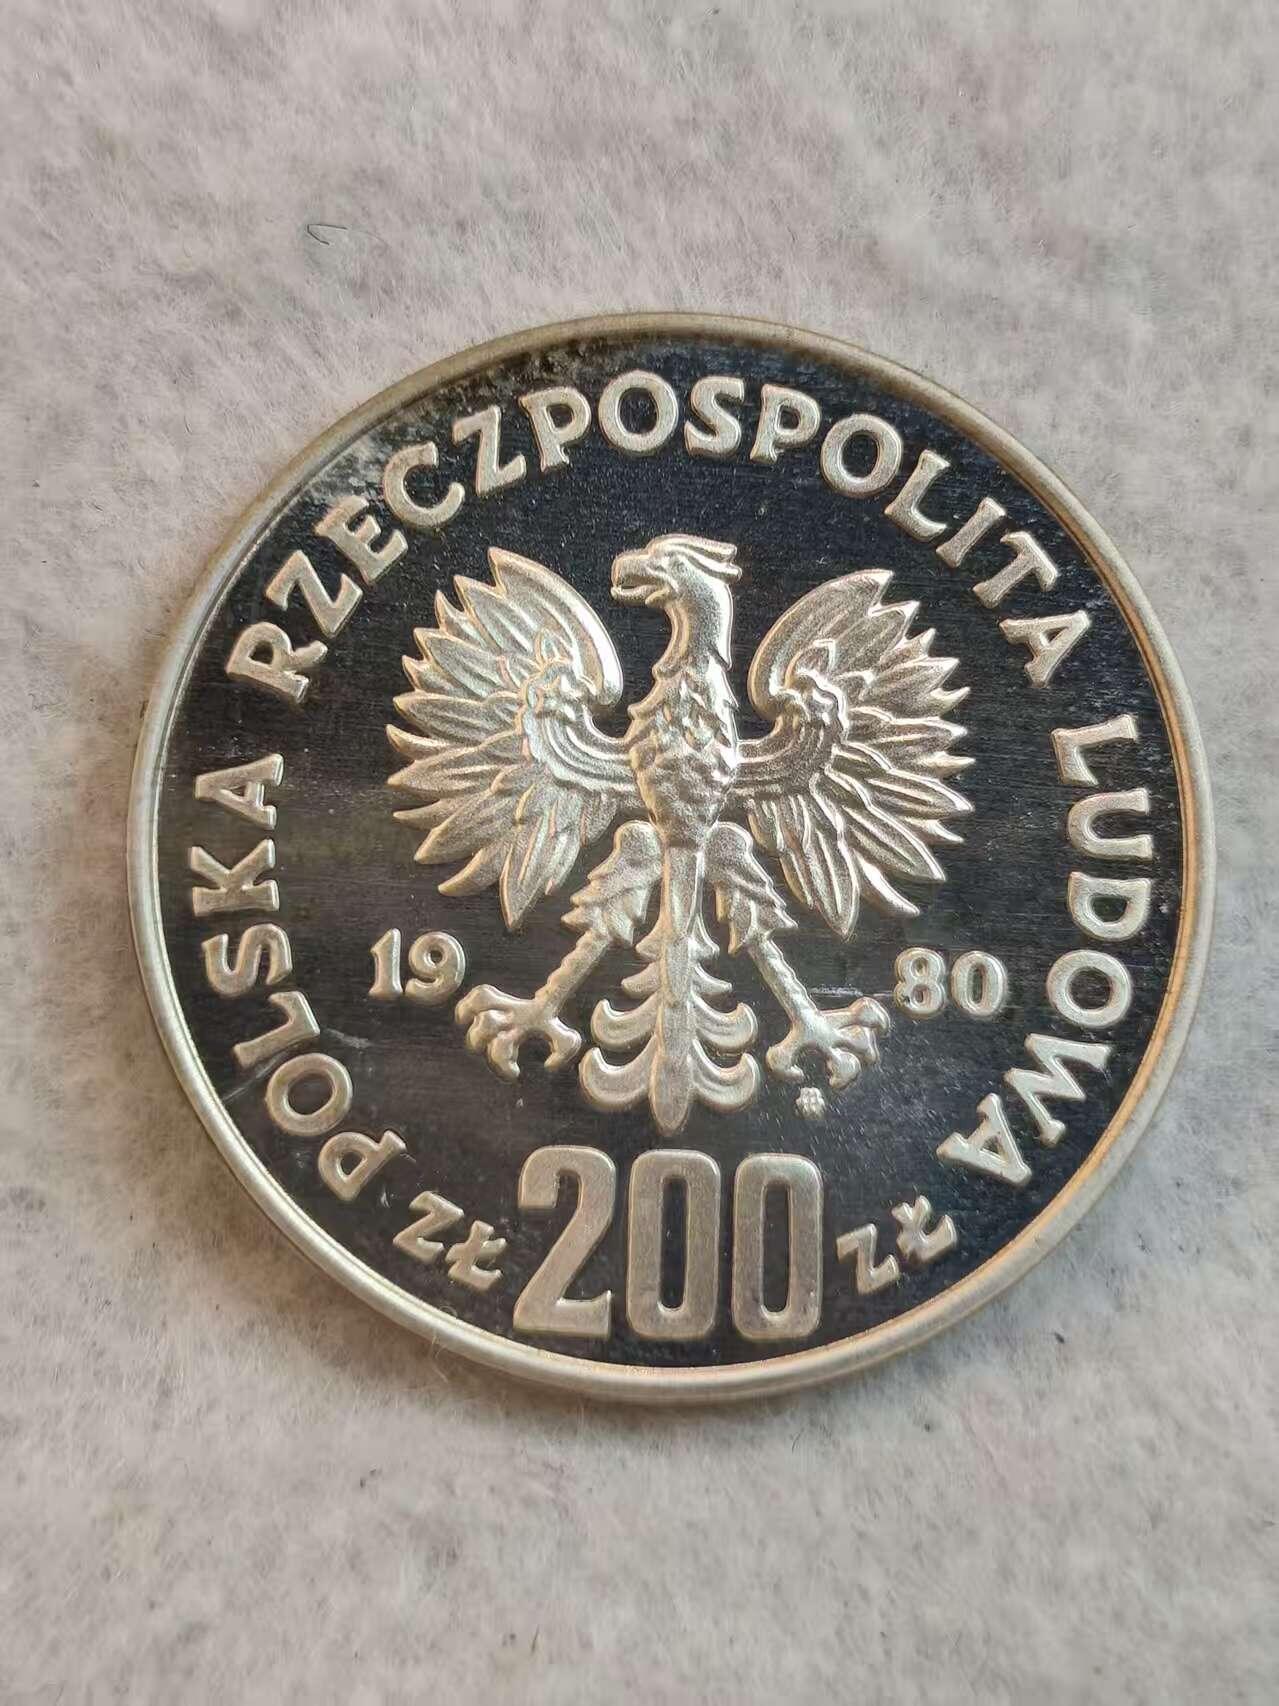 POLSKA RZECZPOSPOLITA LUDOWA
19 80
ZŁ 200 ZŁ